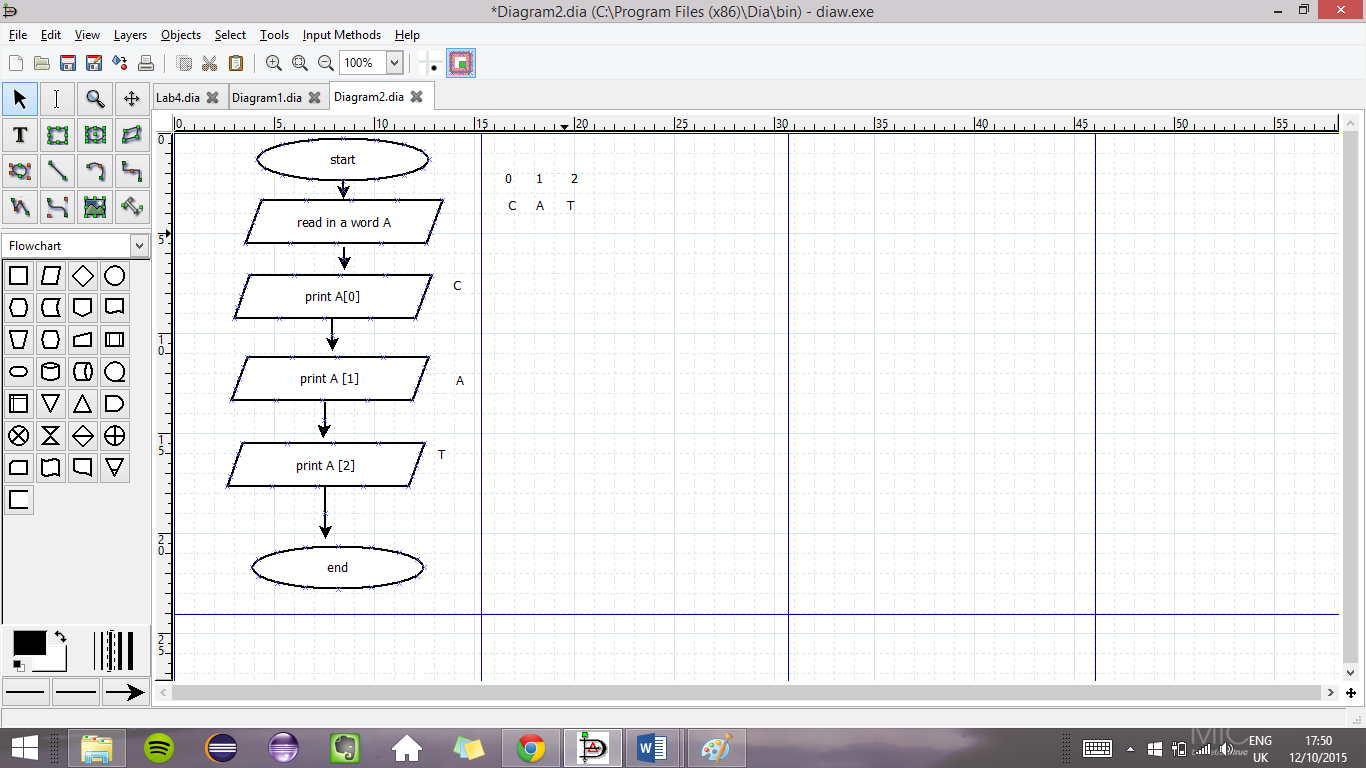 *Diagram2.dia (C:\Program Files (x86)\Dia\bin) - diaw.exe
File Edit View Layers Objects Select Tools Input Methods Help
100%
Lab4.dia Diagram1.dia Diagram2.dia
0 5 10 15 20 25 30 35 40 45 50 55
0
5
10
15
20
25
T
Flowchart
start
read in a word A
print A[0]
C
print A [1]
A
print A [2]
T
end
0 1 2
C A T
ENG
UK
17:50
12/10/2015